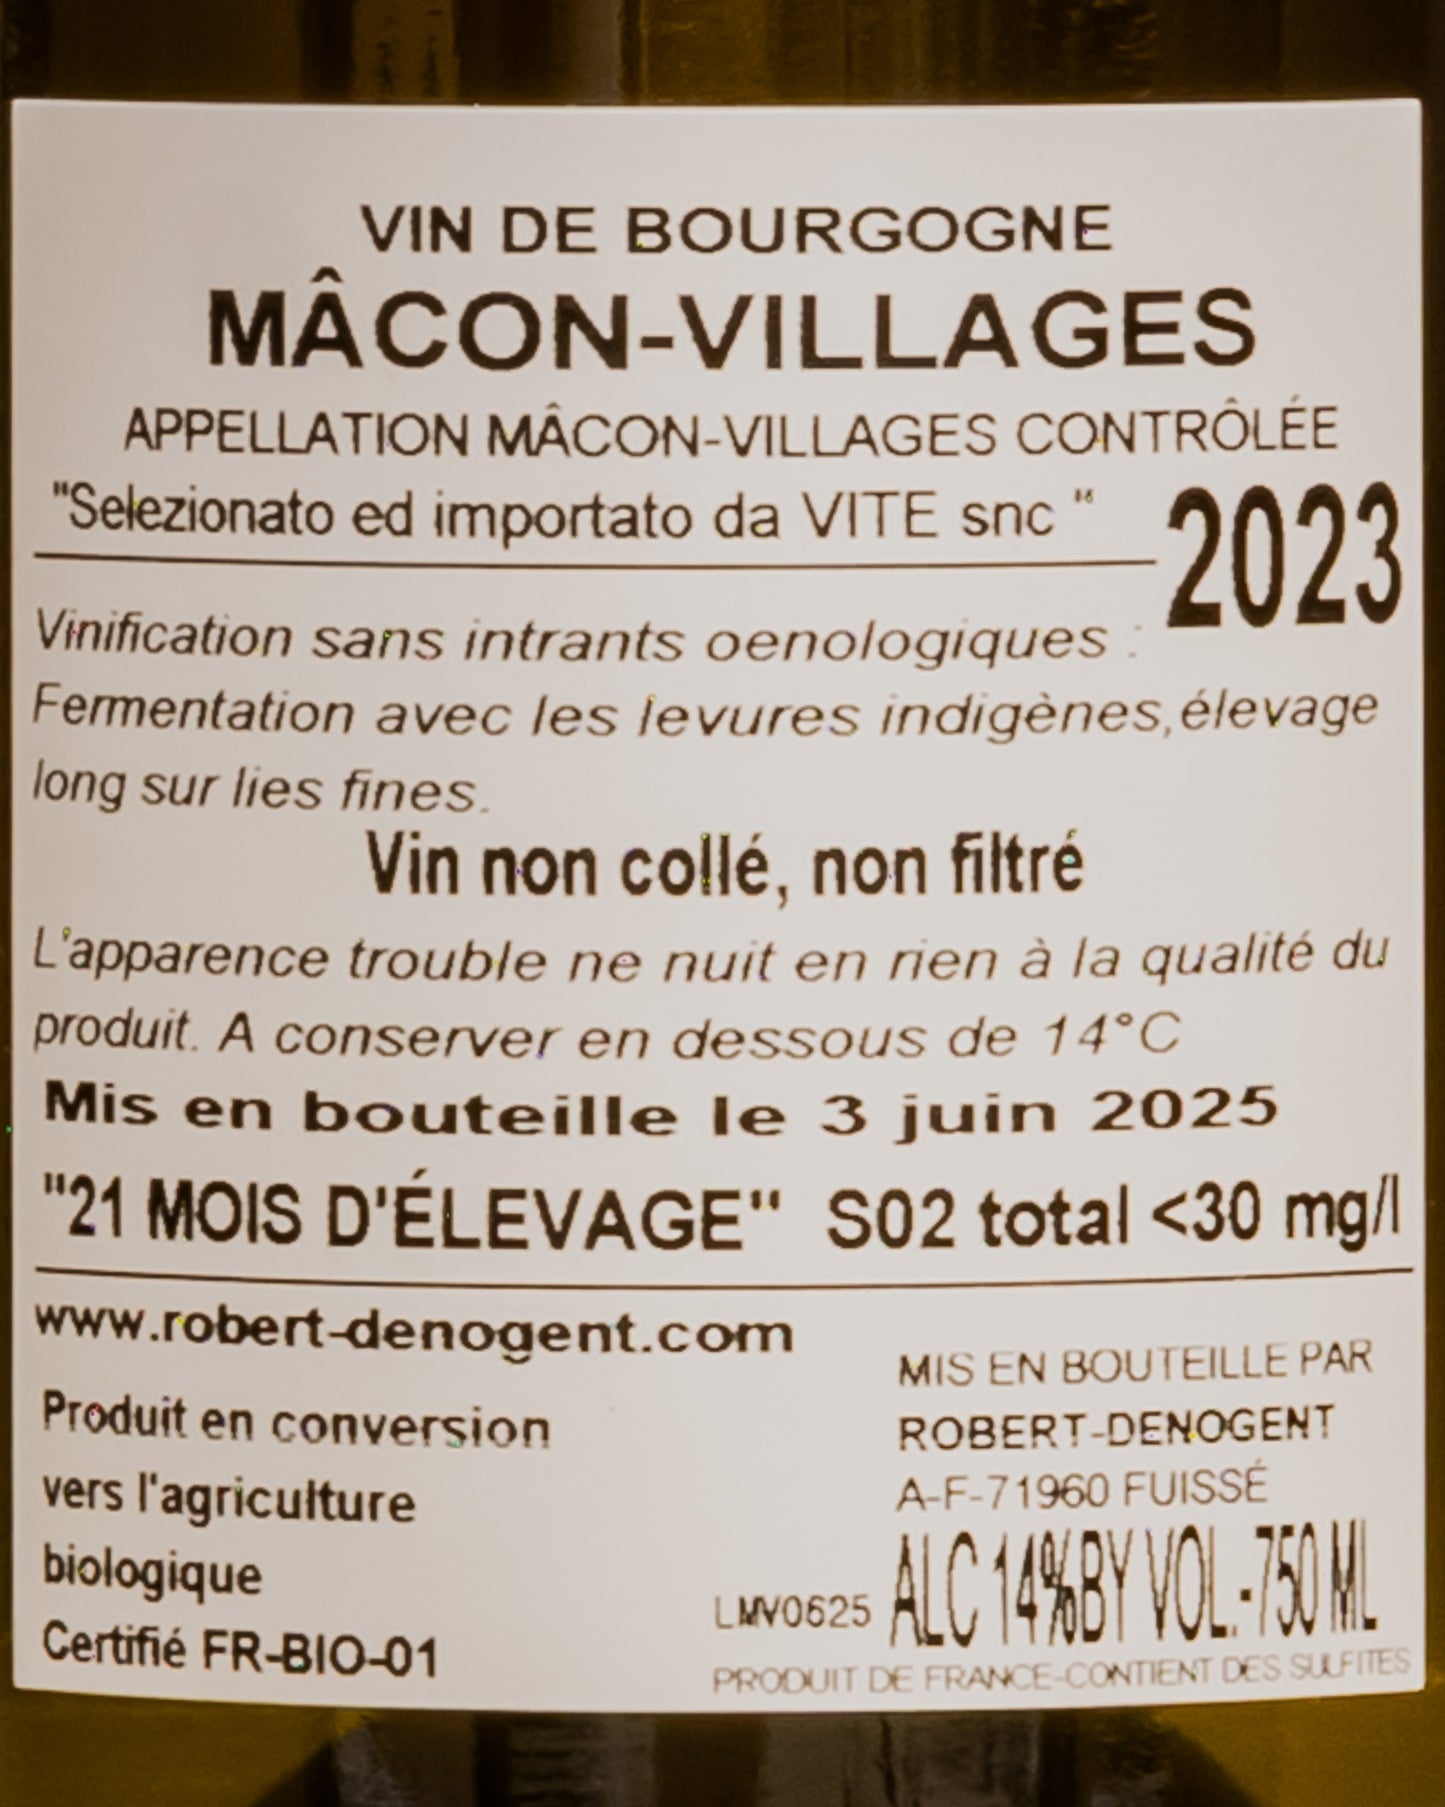 VIN DE BOURGOGNE
MÂCON-VILLAGES
APPELLATION MÂCON-VILLAGES CONTRÔLÉE
"Selezionato ed importato da VITE snc "
2023
Vinification sans intrants oenologiques :
Fermentation avec les levures indigènes,élevage
long sur lies fines.
Vin non collé, non filtré
L'apparence trouble ne nuit en rien à la qualité du
produit. A conserver en dessous de 14°C
Mis en bouteille le 3 juin 2025
"21 MOIS D'ÉLEVAGE" S02 total <30 mg/l
www.robert-denogent.com
Produit en conversion
vers l'agriculture
biologique
Certifié FR-BIO-01
MIS EN BOUTEILLE PAR
ROBERT-DENOGENT
A-F-71960 FUISSÉ
LMV0625 ALC 14%BY VOL.-750 ML
PRODUIT DE FRANCE-CONTIENT DES SULFITES